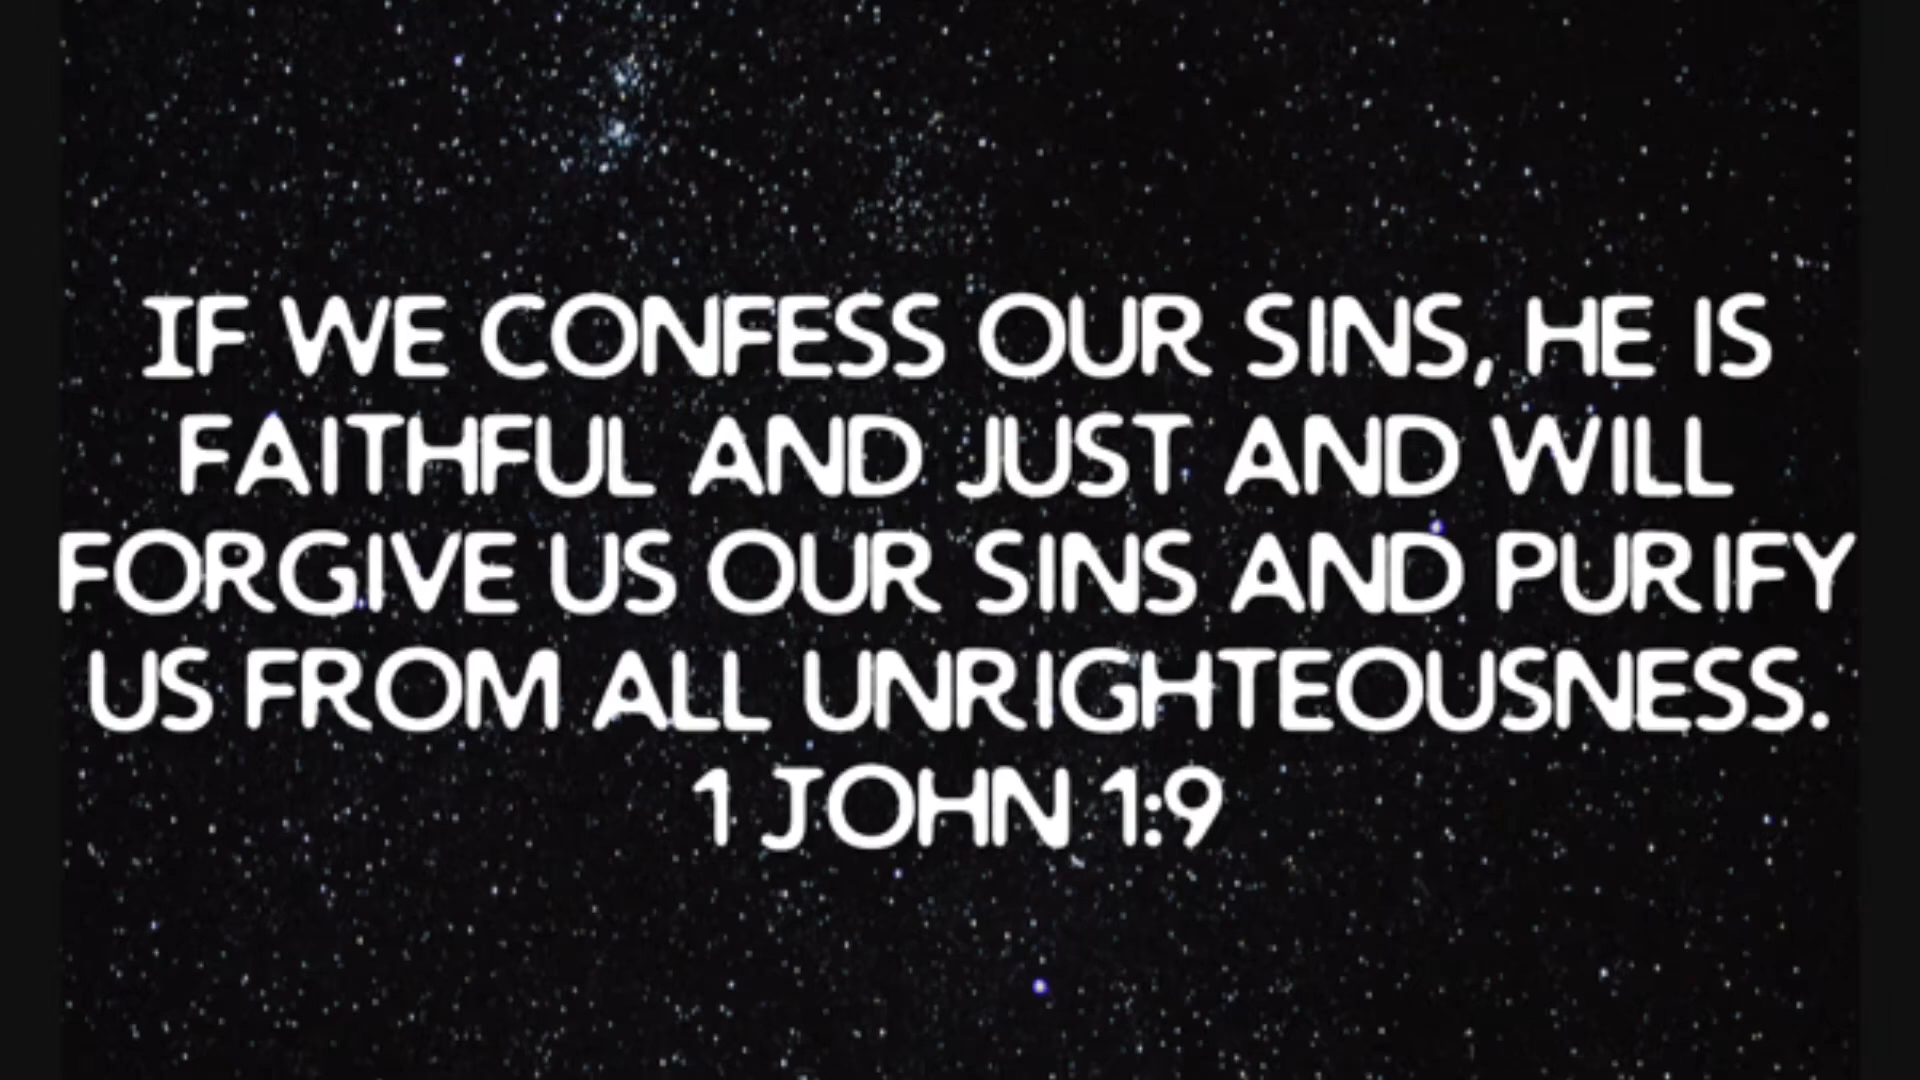 IF WE CONFESS OUR SINS, HE IS
FAITHFUL AND JUST AND WILL
FORGIVE US OUR SINS AND PURIFY
US FROM ALL UNRIGHTEOUSNESS.
1 JOHN 1:9